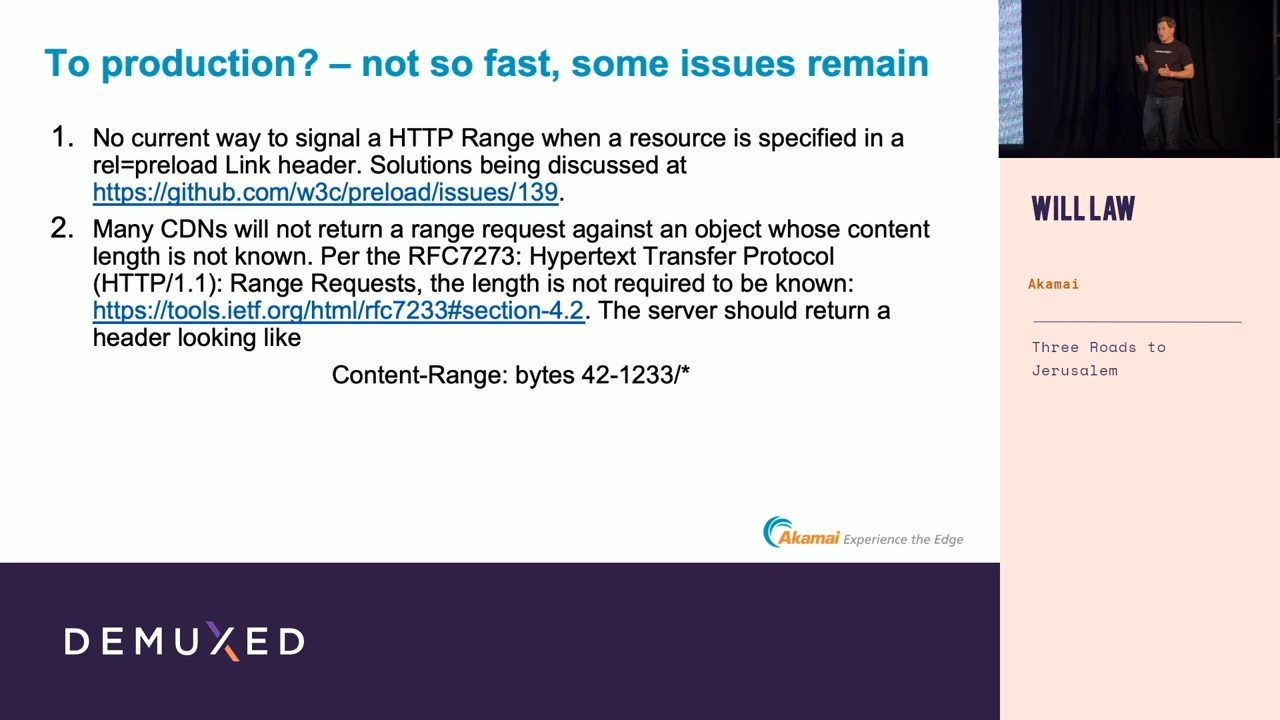 To production? – not so fast, some issues remain
1. No current way to signal a HTTP Range when a resource is specified in a
rel=preload Link header. Solutions being discussed at
https://github.com/w3c/preload/issues/139.
2. Many CDNs will not return a range request against an object whose content
length is not known. Per the RFC7273: Hypertext Transfer Protocol
(HTTP/1.1): Range Requests, the length is not required to be known:
https://tools.ietf.org/html/rfc7233#section-4.2. The server should return a
header looking like
Content-Range: bytes 42-1233/*
Akamai Experience the Edge
DEMUXED
WILL LAW
Akamai
Three Roads to
Jerusalem